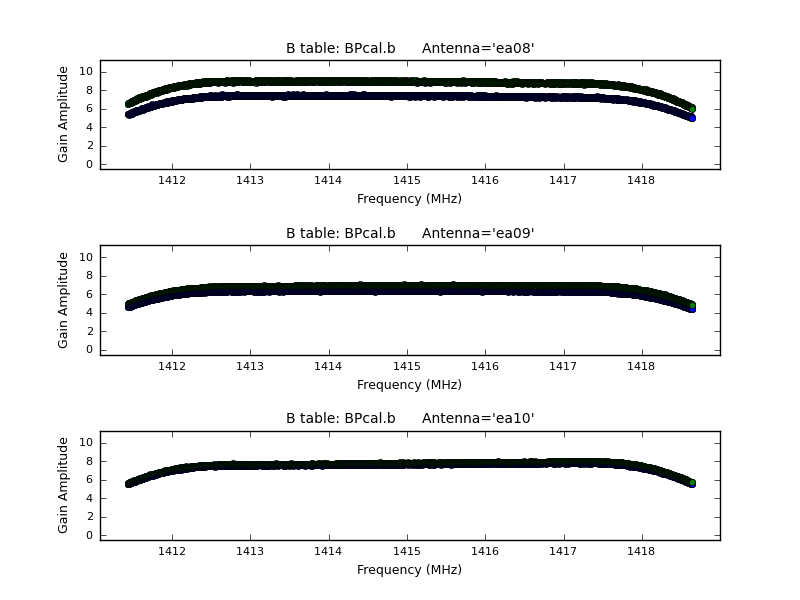 B table: BPcal.b Antenna='ea08'
10
8
6
4
2
0
Gain Amplitude
1412 1413 1414 1415 1416 1417 1418
Frequency (MHz)
B table: BPcal.b Antenna='ea09'
10
8
6
4
2
0
Gain Amplitude
1412 1413 1414 1415 1416 1417 1418
Frequency (MHz)
B table: BPcal.b Antenna='ea10'
10
8
6
4
2
0
Gain Amplitude
1412 1413 1414 1415 1416 1417 1418
Frequency (MHz)